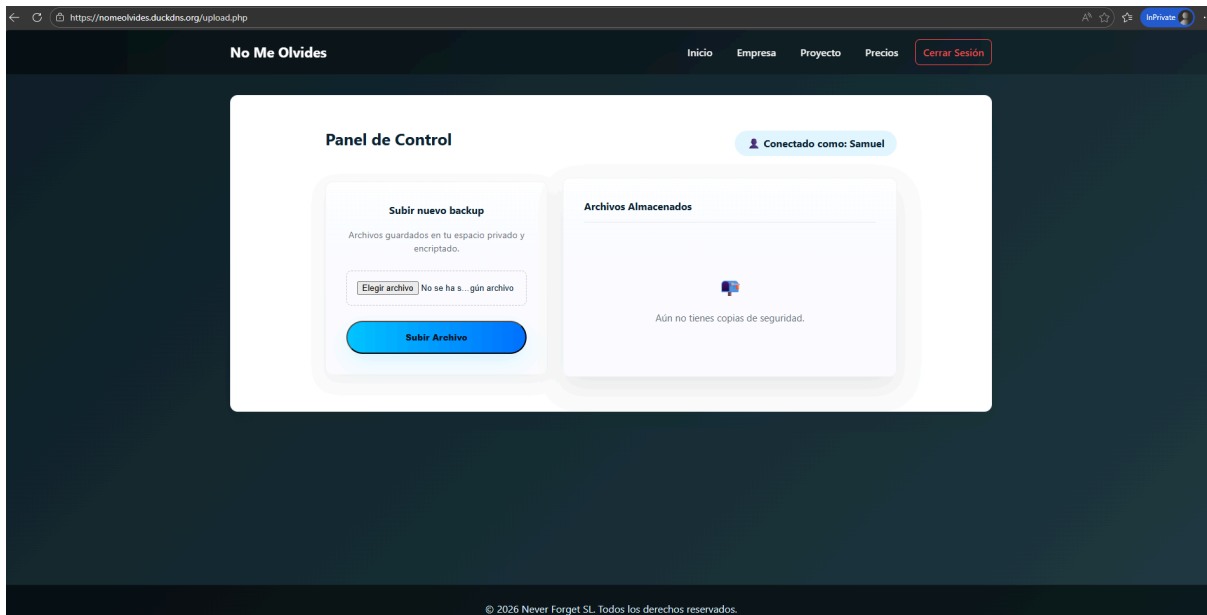 https://nomeolvides.duckdns.org/upload.php
InPrivate
No Me Olvides
Inicio Empresa Proyecto Precios Cerrar Sesión
Panel de Control
Conectado como: Samuel
Subir nuevo backup
Archivos guardados en tu espacio privado y
encriptado.
Elegir archivo No se ha s...gún archivo
Subir Archivo
Archivos Almacenados
Aún no tienes copias de seguridad.
© 2026 Never Forget SL. Todos los derechos reservados.